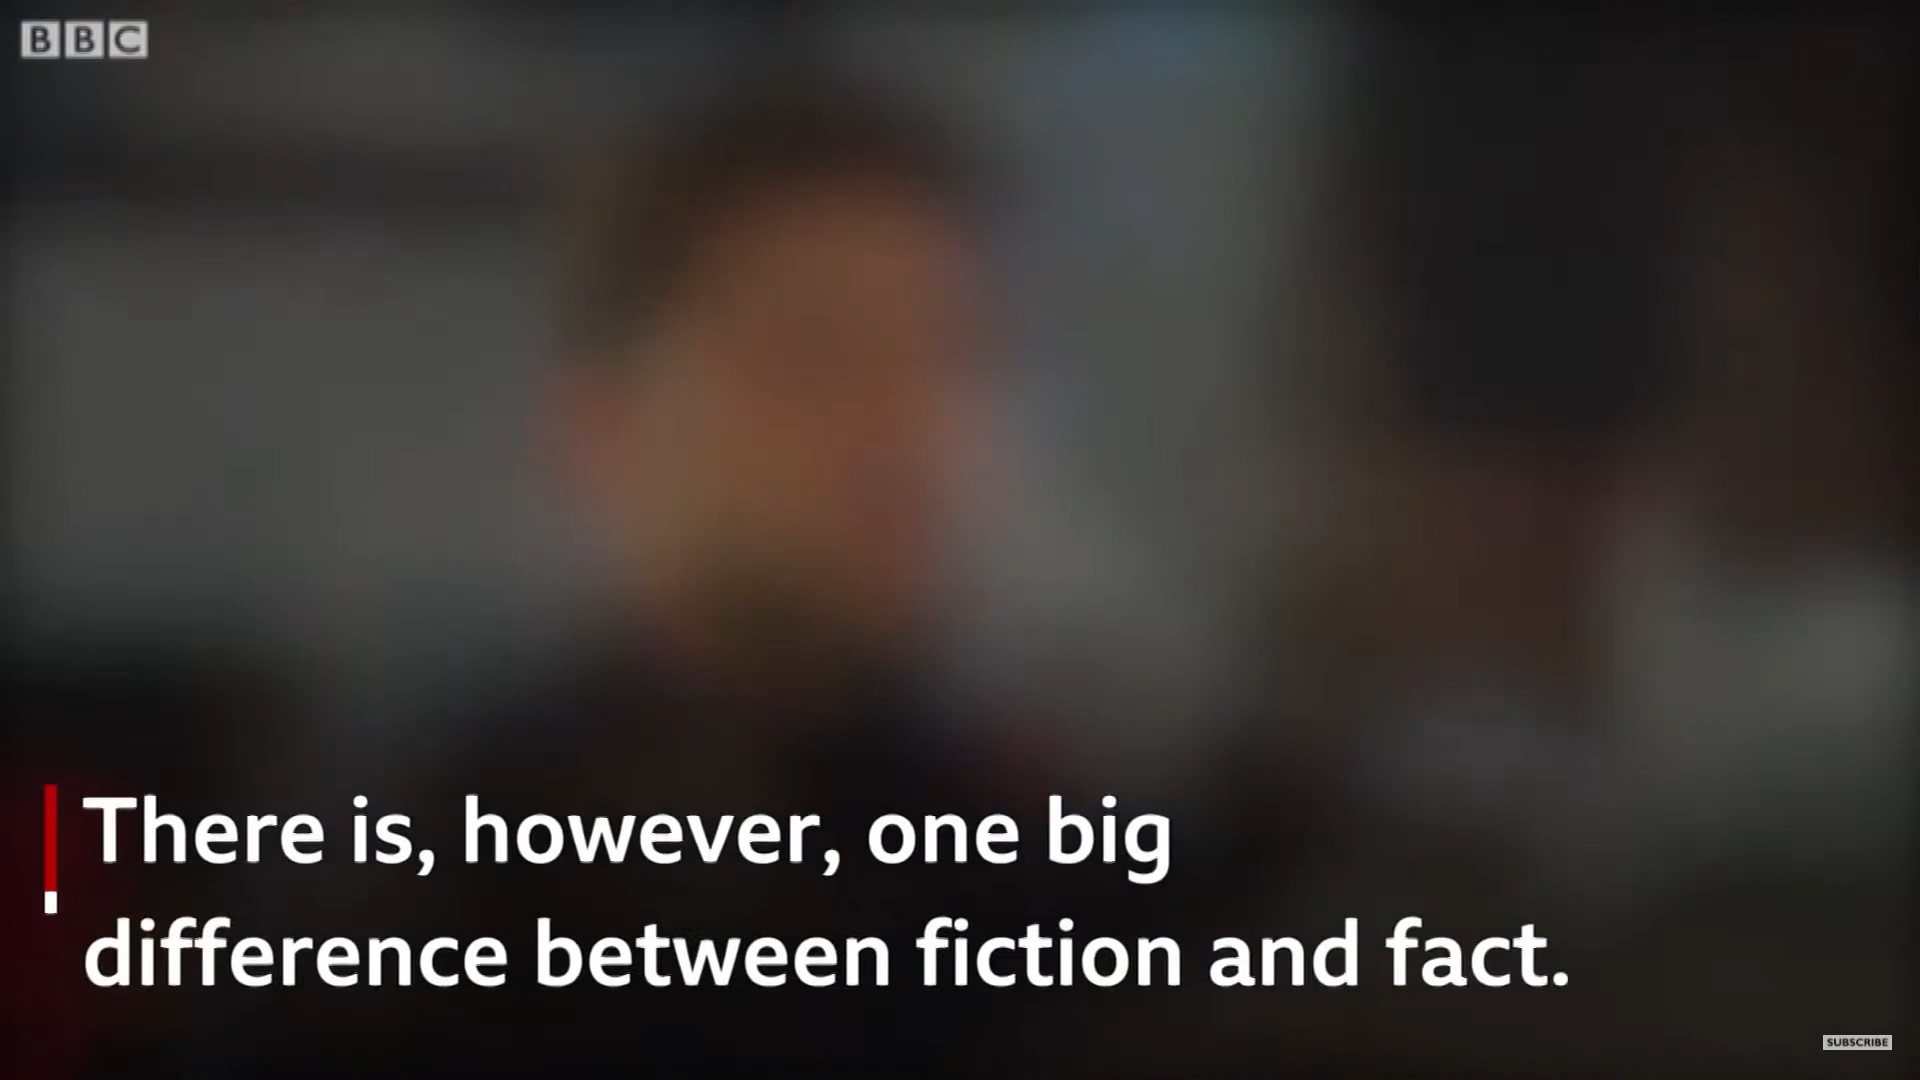 BBC
There is, however, one big
difference between fiction and fact.
SUBSCRIBE